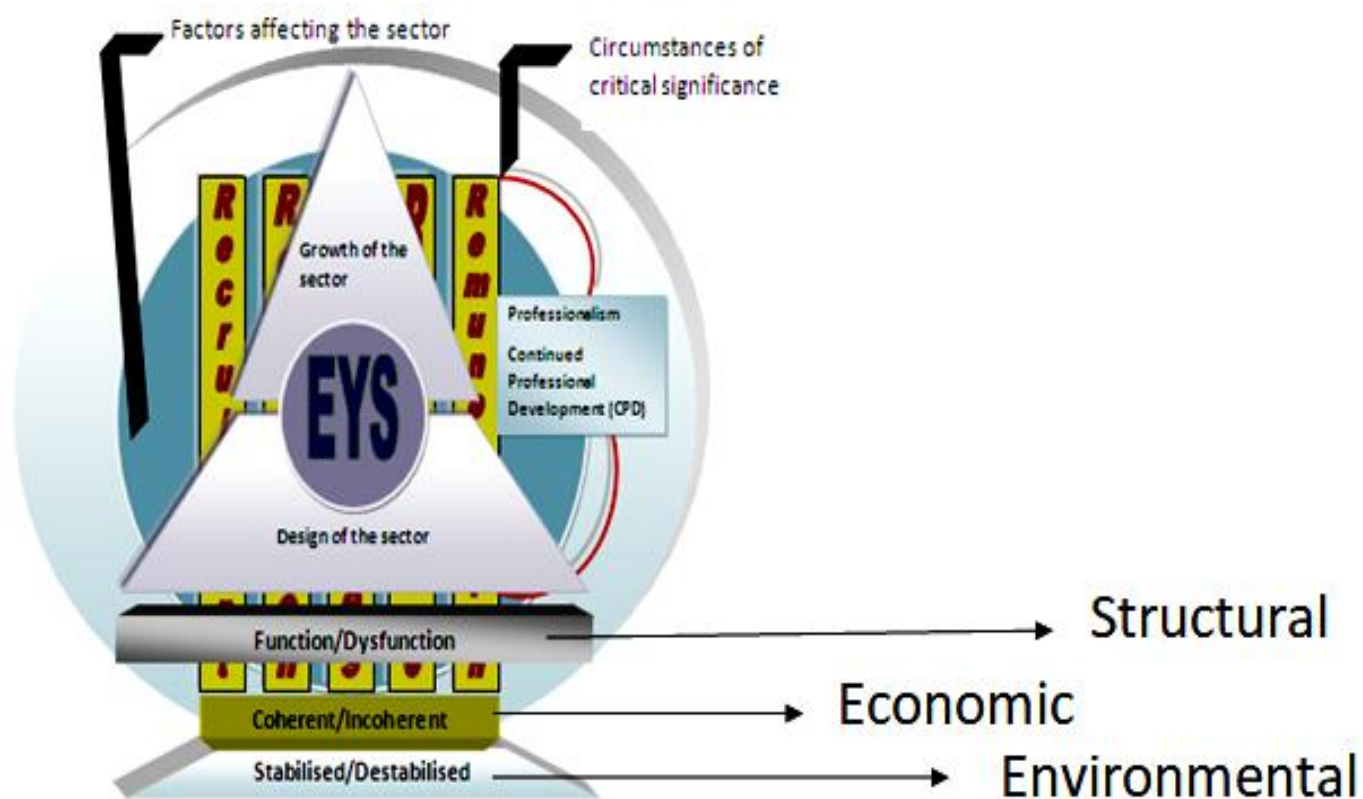 Factors affecting the sector
Circumstances of
critical significance
Growth of the
sector
Professionalism
Continued
Professional
Development (CPD)
EYS
Design of the sector
Function/Dysfunction
Structural
Coherent/Incoherent
Economic
Stabilised/Destabilised
Environmental